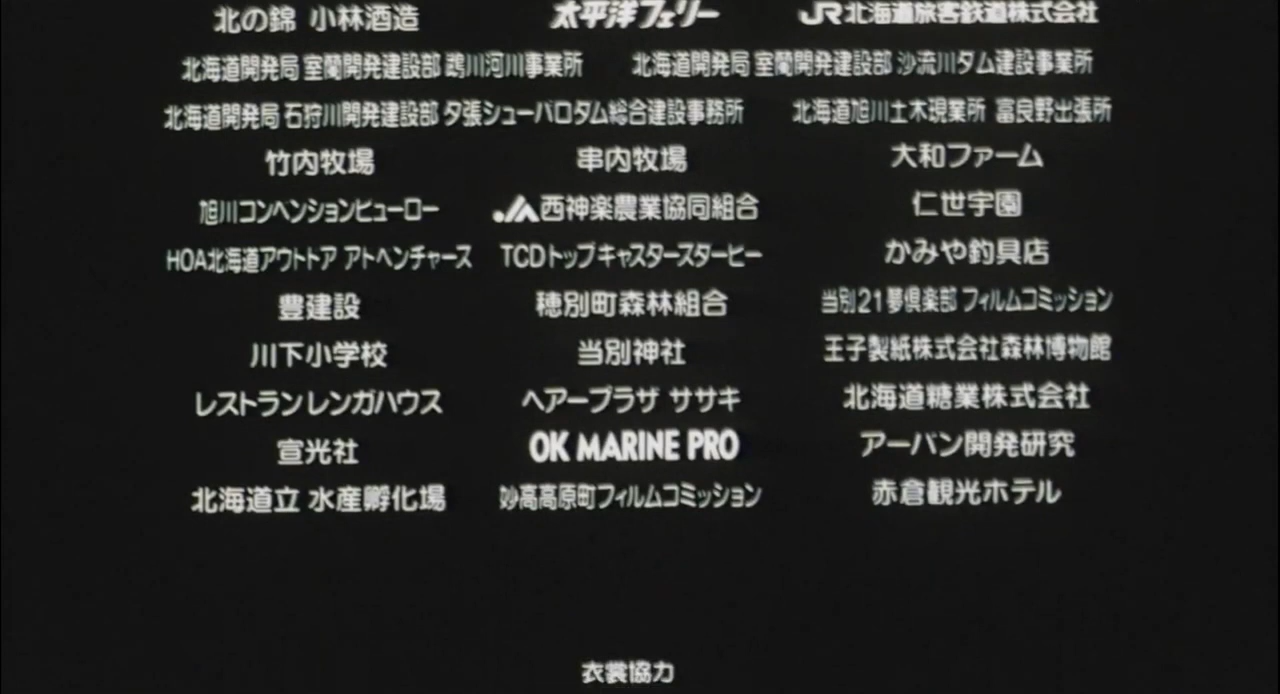 北の錦 小林酒造 太平洋フェリー JR北海道旅客鉄道株式会社
北海道開発局 室蘭開発建設部 鵡川河川事業所 北海道開発局 室蘭開発建設部 沙流川ダム建設事業所
北海道開発局 石狩川開発建設部 夕張シューパロダム総合建設事務所 北海道旭川土木現業所 富良野出張所
竹内牧場 串内牧場 大和ファーム
旭川コンベンションビューロー JA西神楽農業協同組合 仁世宇園
HOA北海道アウトドア アドベンチャーズ TCDトップキャスタースタービー かみや釣具店
豊建設 穂別町森林組合 当別21夢倶楽部 フィルムコミッション
川下小学校 当別神社 王子製紙株式会社森林博物館
レストランレンガハウス ヘアープラザ ササキ 北海道糖業株式会社
宣光社 OK MARINE PRO アーバン開発研究
北海道立 水産孵化場 妙高高原町フィルムコミッション 赤倉観光ホテル
衣裳協力